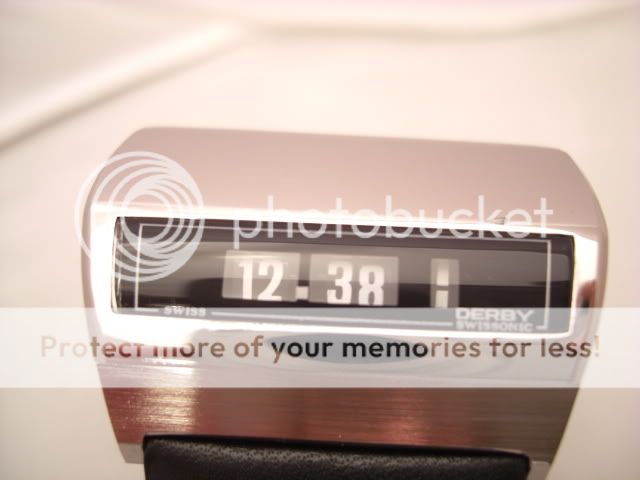 photobucket
12 38
SWISS
DERBY
SWISSONIC
Protect more of your memories for less!